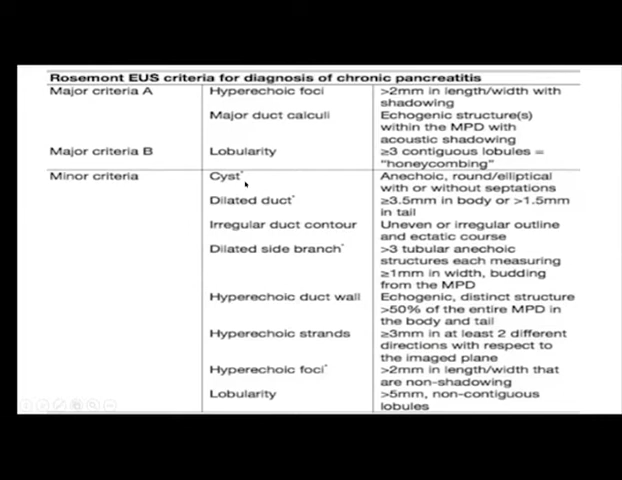 Rosemont EUS criteria for diagnosis of chronic pancreatitis
Major criteria A Hyperechoic foci >2mm in length/width with
shadowing
Major duct calculi Echogenic structure(s)
within the MPD with
acoustic shadowing
Major criteria B Lobularity ≥3 contiguous lobules =
“honeycombing”
Minor criteria Cyst* Anechoic, round/elliptical
with or without septations
Dilated duct* ≥3.5mm in body or >1.5mm
in tail
Irregular duct contour Uneven or irregular outline
and ectatic course
Dilated side branch* >3 tubular anechoic
structures each measuring
≥1mm in width, budding
from the MPD
Hyperechoic duct wall Echogenic, distinct structure
>50% of the entire MPD in
the body and tail
Hyperechoic strands ≥3mm in at least 2 different
directions with respect to
the imaged plane
Hyperechoic foci* >2mm in length/width that
are non-shadowing
Lobularity >5mm, non-contiguous
lobules